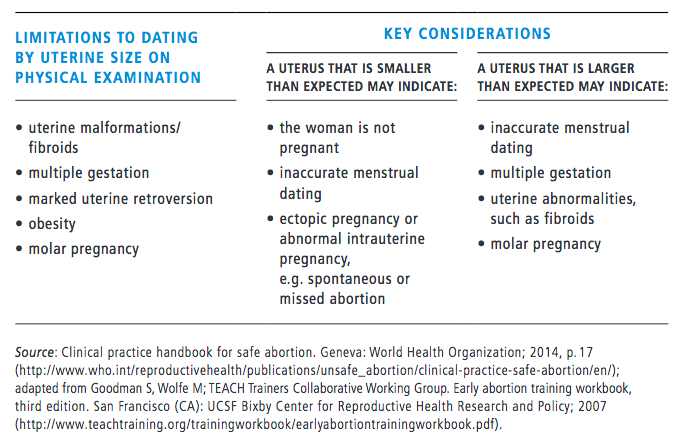 LIMITATIONS TO DATING
BY UTERINE SIZE ON
PHYSICAL EXAMINATION
• uterine malformations/
fibroids
• multiple gestation
• marked uterine retroversion
• obesity
• molar pregnancy
KEY CONSIDERATIONS
A UTERUS THAT IS SMALLER
THAN EXPECTED MAY INDICATE:
• the woman is not
pregnant
• inaccurate menstrual
dating
• ectopic pregnancy or
abnormal intrauterine
pregnancy,
e.g. spontaneous or
missed abortion
A UTERUS THAT IS LARGER
THAN EXPECTED MAY INDICATE:
• inaccurate menstrual
dating
• multiple gestation
• uterine abnormalities,
such as fibroids
• molar pregnancy
Source: Clinical practice handbook for safe abortion. Geneva: World Health Organization; 2014, p. 17
(http://www.who.int/reproductivehealth/publications/unsafe_abortion/clinical-practice-safe-abortion/en/);
adapted from Goodman S, Wolfe M; TEACH Trainers Collaborative Working Group. Early abortion training workbook,
third edition. San Francisco (CA): UCSF Bixby Center for Reproductive Health Research and Policy; 2007
(http://www.teachtraining.org/trainingworkbook/earlyabortiontrainingworkbook.pdf).